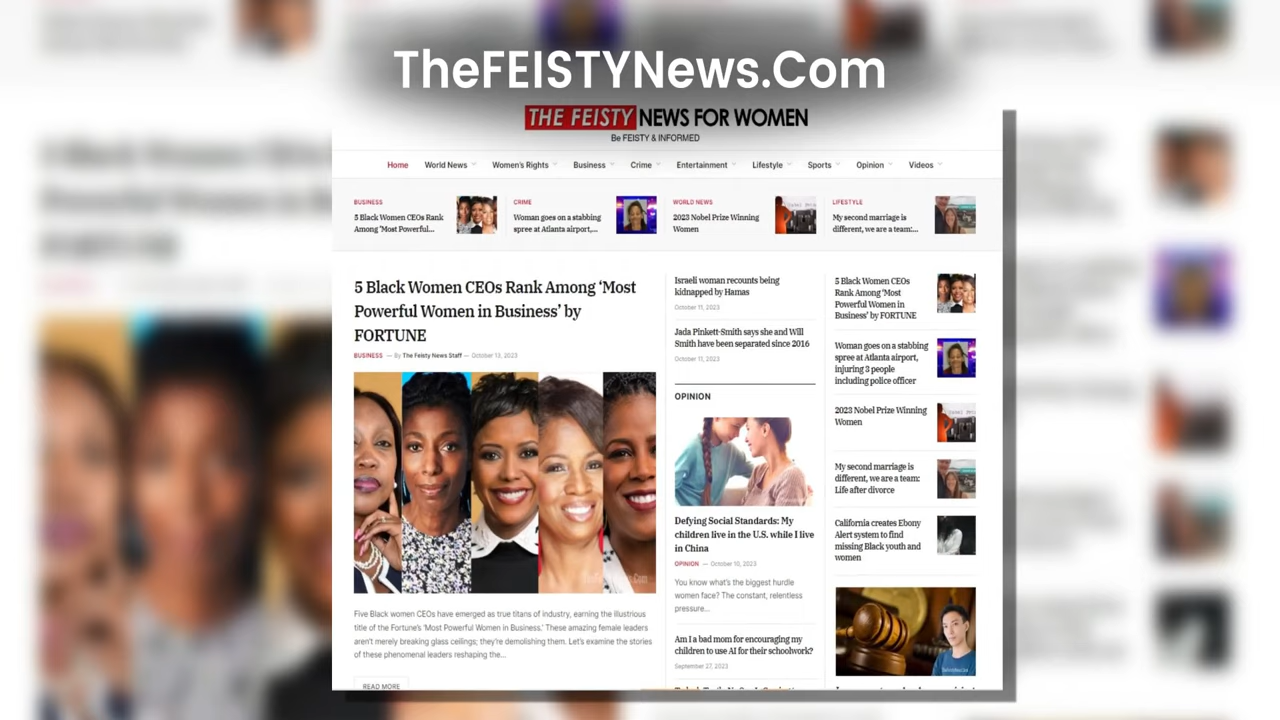 TheFEISTYNews.Com
THE FEISTY NEWS FOR WOMEN
Be FEISTY & INFORMED
Home World News Women's Rights Business Crime Entertainment Lifestyle Sports Opinion Videos
BUSINESS
5 Black Women CEOs Rank
Among 'Most Powerful...
CRIME
Woman goes on a stabbing
spree at Atlanta airport,...
WORLD NEWS
2023 Nobel Prize Winning
Women
LIFESTYLE
My second marriage is
different, we are a team:...
5 Black Women CEOs Rank Among ‘Most
Powerful Women in Business’ by
FORTUNE
BUSINESS — By The Feisty News Staff — October 13, 2023
TheFeistyNews.Com
Five Black women CEOs have emerged as true titans of industry, earning the illustrious
title of the Fortune's 'Most Powerful Women in Business.' These amazing female leaders
aren't merely breaking glass ceilings; they're demolishing them. Let's examine the stories
of these phenomenal leaders reshaping the...
READ MORE
Israeli woman recounts being
kidnapped by Hamas
October 11, 2023
Jada Pinkett-Smith says she and Will
Smith have been separated since 2016
October 11, 2023
OPINION
Defying Social Standards: My
children live in the U.S. while I live
in China
OPINION — October 10, 2023
You know what's the biggest hurdle
women face? The constant, relentless
pressure...
Am I a bad mom for encouraging my
children to use AI for their schoolwork?
September 27, 2023
5 Black Women CEOs
Rank Among 'Most
Powerful Women in
Business' by FORTUNE
Woman goes on a stabbing
spree at Atlanta airport,
injuring 3 people
including police officer
2023 Nobel Prize Winning
Women
My second marriage is
different, we are a team:
Life after divorce
California creates Ebony
Alert system to find
missing Black youth and
women